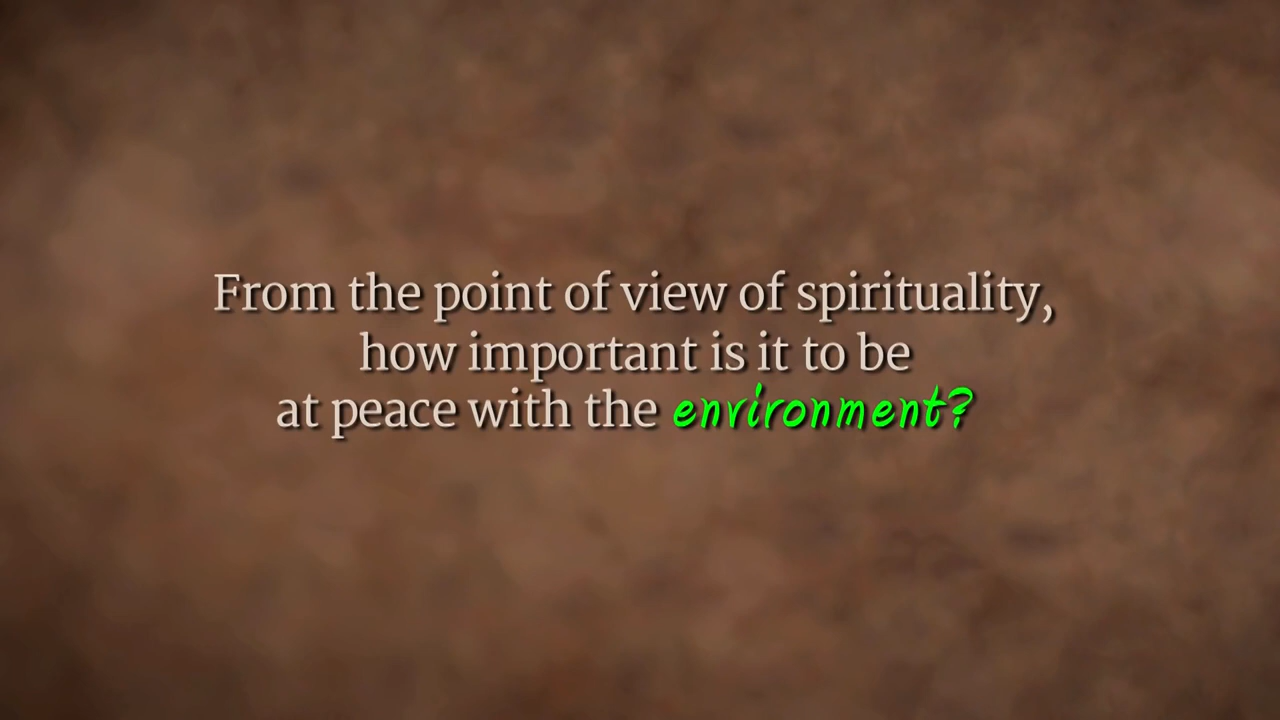 From the point of view of spirituality,
how important is it to be
at peace with the environment?